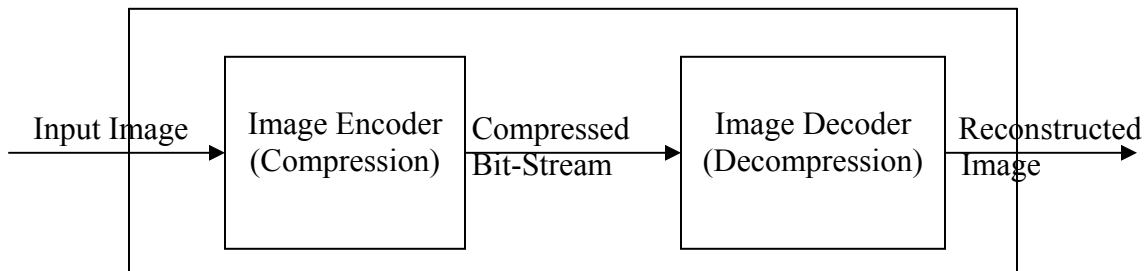 Input Image
Image Encoder
(Compression)
Compressed
Bit-Stream
Image Decoder
(Decompression)
Reconstructed
Image